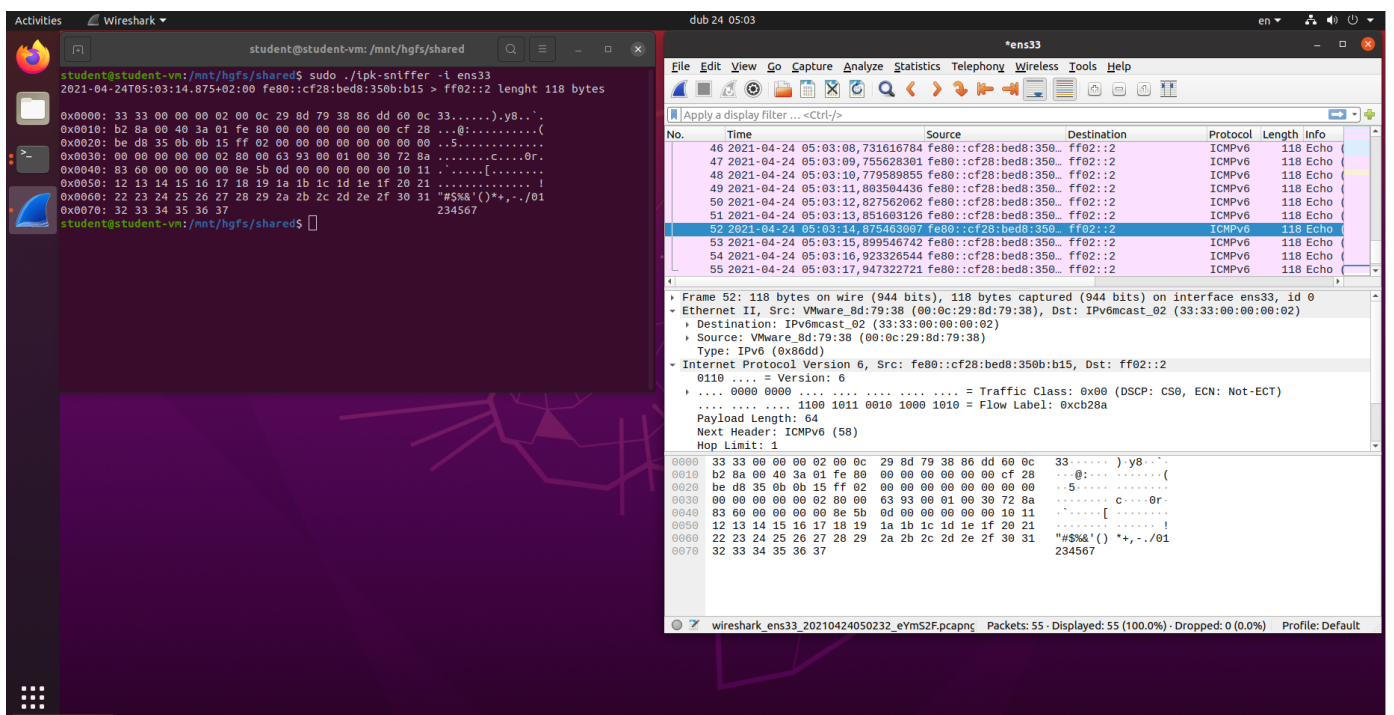 Activities Wireshark dub 24 05:03 en
student@student-vm: /mnt/hgfs/shared
student@student-vm:/mnt/hgfs/shared$ sudo ./ipk-sniffer -i ens33
2021-04-24T05:03:14.875+02:00 fe80::cf28:bed8:350b:b15 > ff02::2 lenght 118 bytes
0x0000: 33 33 00 00 00 02 00 0c 29 8d 79 38 86 dd 60 0c 33......).y8..`.
0x0010: b2 8a 00 40 3a 01 fe 80 00 00 00 00 00 00 cf 28 ...@:..........(
0x0020: be d8 35 0b 0b 15 ff 02 00 00 00 00 00 00 00 00 ..5.............
0x0030: 00 00 00 00 00 02 80 00 63 93 00 01 00 30 72 8a ........c....0r.
0x0040: 83 60 00 00 00 00 8e 5b 0d 00 00 00 00 00 10 11 .`.....[........
0x0050: 12 13 14 15 16 17 18 19 1a 1b 1c 1d 1e 1f 20 21 .............. !
0x0060: 22 23 24 25 26 27 28 29 2a 2b 2c 2d 2e 2f 30 31 "#$%&'()*+,-./01
0x0070: 32 33 34 35 36 37 234567
student@student-vm:/mnt/hgfs/shared$
*ens33
File Edit View Go Capture Analyze Statistics Telephony Wireless Tools Help
Apply a display filter … <Ctrl-/>
No. Time Source Destination Protocol Length Info
46 2021-04-24 05:03:08,731616784 fe80::cf28:bed8:350… ff02::2 ICMPv6 118 Echo (
47 2021-04-24 05:03:09,755628301 fe80::cf28:bed8:350… ff02::2 ICMPv6 118 Echo (
48 2021-04-24 05:03:10,779589855 fe80::cf28:bed8:350… ff02::2 ICMPv6 118 Echo (
49 2021-04-24 05:03:11,803504436 fe80::cf28:bed8:350… ff02::2 ICMPv6 118 Echo (
50 2021-04-24 05:03:12,827562062 fe80::cf28:bed8:350… ff02::2 ICMPv6 118 Echo (
51 2021-04-24 05:03:13,851603126 fe80::cf28:bed8:350… ff02::2 ICMPv6 118 Echo (
52 2021-04-24 05:03:14,875463007 fe80::cf28:bed8:350… ff02::2 ICMPv6 118 Echo (
53 2021-04-24 05:03:15,899546742 fe80::cf28:bed8:350… ff02::2 ICMPv6 118 Echo (
54 2021-04-24 05:03:16,923326544 fe80::cf28:bed8:350… ff02::2 ICMPv6 118 Echo (
55 2021-04-24 05:03:17,947322721 fe80::cf28:bed8:350… ff02::2 ICMPv6 118 Echo (
Frame 52: 118 bytes on wire (944 bits), 118 bytes captured (944 bits) on interface ens33, id 0
Ethernet II, Src: VMware_8d:79:38 (00:0c:29:8d:79:38), Dst: IPv6mcast_02 (33:33:00:00:00:02)
Destination: IPv6mcast_02 (33:33:00:00:00:02)
Source: VMware_8d:79:38 (00:0c:29:8d:79:38)
Type: IPv6 (0x86dd)
Internet Protocol Version 6, Src: fe80::cf28:bed8:350b:b15, Dst: ff02::2
0110 .... = Version: 6
.... 0000 0000 .... .... .... .... .... = Traffic Class: 0x00 (DSCP: CS0, ECN: Not-ECT)
.... .... .... 1100 1011 0010 1000 1010 = Flow Label: 0xcb28a
Payload Length: 64
Next Header: ICMPv6 (58)
Hop Limit: 1
0000 33 33 00 00 00 02 00 0c 29 8d 79 38 86 dd 60 0c 33······ )·y8··`·
0010 b2 8a 00 40 3a 01 fe 80 00 00 00 00 00 00 cf 28 ···@:··· ·······(
0020 be d8 35 0b 0b 15 ff 02 00 00 00 00 00 00 00 00 ··5····· ········
0030 00 00 00 00 00 02 80 00 63 93 00 01 00 30 72 8a ········ c····0r·
0040 83 60 00 00 00 00 8e 5b 0d 00 00 00 00 00 10 11 ·`·····[ ········
0050 12 13 14 15 16 17 18 19 1a 1b 1c 1d 1e 1f 20 21 ········ ······ !
0060 22 23 24 25 26 27 28 29 2a 2b 2c 2d 2e 2f 30 31 "#$%&'() *+,-./01
0070 32 33 34 35 36 37 234567
wireshark_ens33_20210424050232_eYmS2F.pcapng Packets: 55 · Displayed: 55 (100.0%) · Dropped: 0 (0.0%) Profile: Default